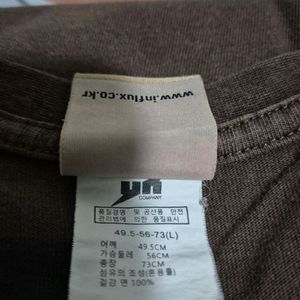 www.influx.co.kr
COMPANY
품질경영 및 공산품 안전
관리법에 의한 품질표시
49.5-56-73(L)
어깨 49.5CM
가슴둘레 56CM
총장 73CM
섬유의 조성(혼용률)
겉감 면 100%